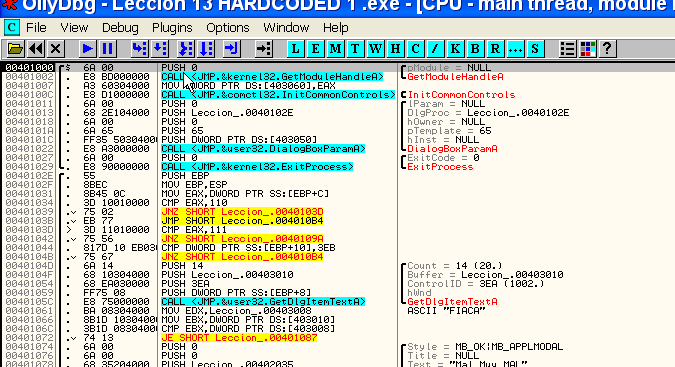 OllyDbg - Leccion 13 HARDCODED 1 .exe - [CPU - main thread, module
File View Debug Plugins Options Window Help
L E M T W H C / K B R ... S
00401000 6A 00 PUSH 0 pModule = NULL
00401002 E8 BD000000 CALL <JMP.&kernel32.GetModuleHandleA> GetModuleHandleA
00401007 A3 60304000 MOV DWORD PTR DS:[403060],EAX
0040100C E8 D1000000 CALL <JMP.&comctl32.InitCommonControls> InitCommonControls
00401011 6A 00 PUSH 0 lParam = NULL
00401013 68 2E104000 PUSH Leccion_.0040102E DlgProc = Leccion_.0040102E
00401018 6A 00 PUSH 0 hOwner = NULL
0040101A 6A 65 PUSH 65 pTemplate = 65
0040101C FF35 50304000 PUSH DWORD PTR DS:[403050] hInst = NULL
00401022 E8 A3000000 CALL <JMP.&user32.DialogBoxParamA> DialogBoxParamA
00401027 6A 00 PUSH 0 ExitCode = 0
00401029 E8 90000000 CALL <JMP.&kernel32.ExitProcess> ExitProcess
0040102E 55 PUSH EBP
0040102F 8BEC MOV EBP,ESP
00401031 8B45 0C MOV EAX,DWORD PTR SS:[EBP+C]
00401034 3D 10010000 CMP EAX,110
00401039 75 02 JNZ SHORT Leccion_.0040103D
0040103B EB 77 JMP SHORT Leccion_.004010B4
0040103D 3D 11010000 CMP EAX,111
00401042 75 56 JNZ SHORT Leccion_.0040109A
00401044 817D 10 EB030 CMP DWORD PTR SS:[EBP+10],3EB
0040104B 75 67 JNZ SHORT Leccion_.004010B4
0040104D 6A 14 PUSH 14 Count = 14 (20.)
0040104F 68 10304000 PUSH Leccion_.00403010 Buffer = Leccion_.00403010
00401054 68 EA030000 PUSH 3EA ControlID = 3EA (1002.)
00401059 FF75 08 PUSH DWORD PTR SS:[EBP+8] hWnd
0040105C E8 75000000 CALL <JMP.&user32.GetDlgItemTextA> GetDlgItemTextA
00401061 BA 08304000 MOV EDX,Leccion_.00403008 ASCII "FIACA"
00401066 8B1D 10304000 MOV EBX,DWORD PTR DS:[403010]
0040106C 3B1D 08304000 CMP EBX,DWORD PTR DS:[403008]
00401072 74 13 JE SHORT Leccion_.00401087
00401074 6A 00 PUSH 0 Style = MB_OK|MB_APPLMODAL
00401076 6A 00 PUSH 0 Title = NULL
00401078 68 35204000 PUSH Leccion_.00402035 Text = "Mal Muy MAL"